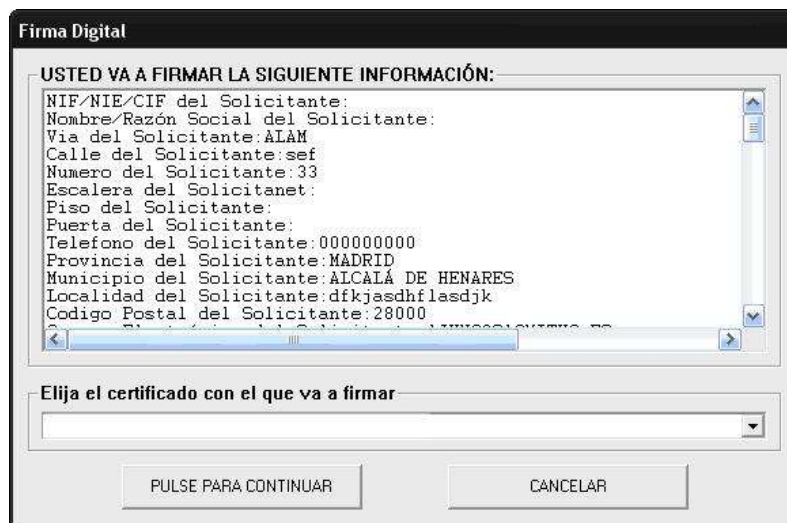 Firma Digital
USTED VA A FIRMAR LA SIGUIENTE INFORMACIÓN:
NIF/NIE/CIF del Solicitante:
Nombre/Razón Social del Solicitante:
Via del Solicitante:ALAM
Calle del Solicitante:sef
Numero del Solicitante:33
Escalera del Solicitanet:
Piso del Solicitante:
Puerta del Solicitante:
Telefono del Solicitante:000000000
Provincia del Solicitante:MADRID
Municipio del Solicitante:ALCALÁ DE HENARES
Localidad del Solicitante:dfkjasdhflasdjk
Codigo Postal del Solicitante:28000
del Solicitante
Elija el certificado con el que va a firmar
PULSE PARA CONTINUAR
CANCELAR